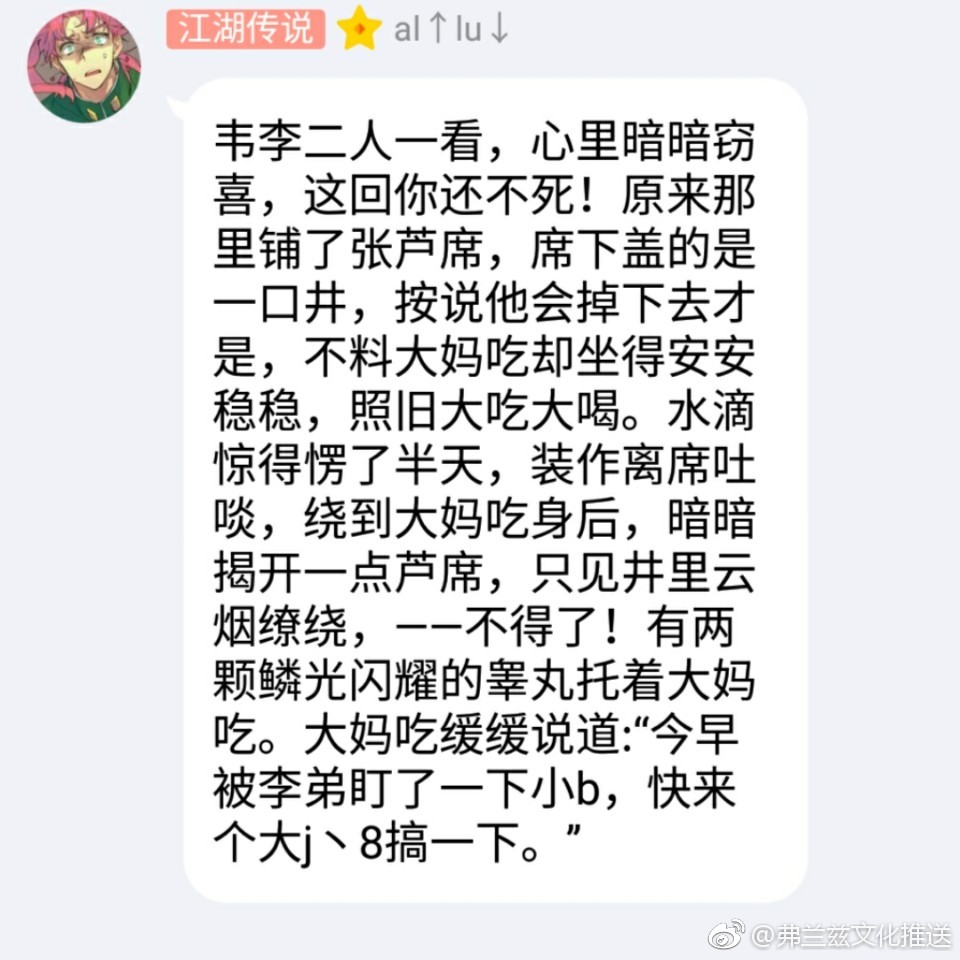 江湖传说 al↑lu↓
韦李二人一看，心里暗暗窃
喜，这回你还不死！原来那
里铺了张芦席，席下盖的是
一口井，按说他会掉下去才
是，不料大妈吃却坐得安安
稳稳，照旧大吃大喝。水滴
惊得愣了半天，装作离席吐
啖，绕到大妈吃身后，暗暗
揭开一点芦席，只见井里云
烟缭绕，——不得了！有两
颗鳞光闪耀的睾丸托着大妈
吃。大妈吃缓缓说道:“今早
被李弟盯了一下小b，快来
个大j丶8搞一下。”
@弗兰兹文化推送